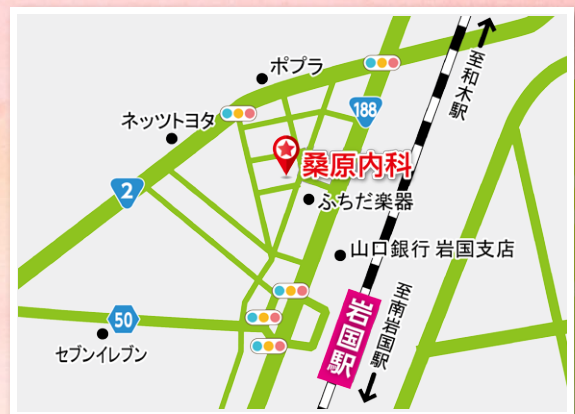 ポプラ
至和木駅
188
ネッツトヨタ
桑原内科
2
ふちだ楽器
山口銀行 岩国支店
至南岩国駅
岩国駅
50
セブンイレブン